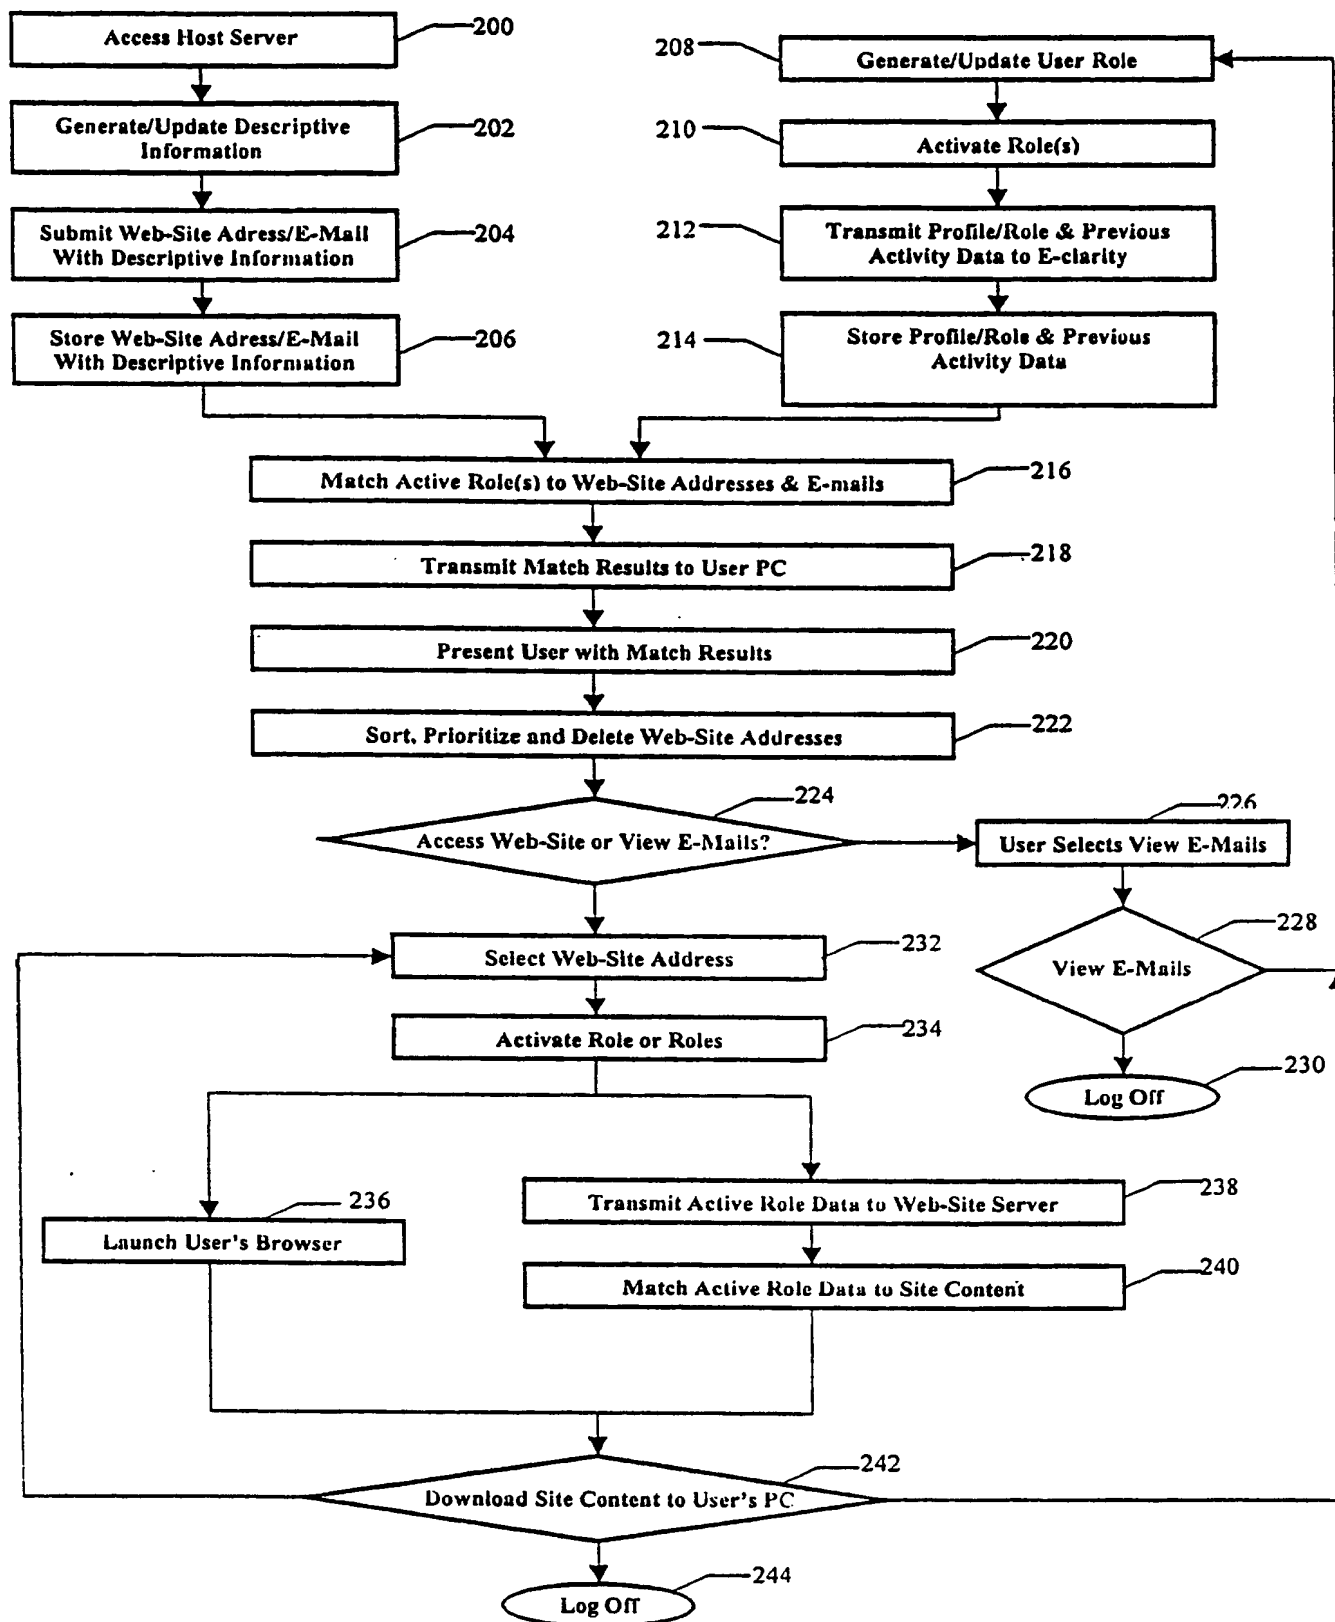 Access Host Server
200
Generate/Update Descriptive
Information
202
Submit Web-Site Adress/E-Mail
With Descriptive Information
204
Store Web-Site Adress/E-Mail
With Descriptive Information
206
208
Generate/Update User Role
210
Activate Role(s)
212
Transmit Profile/Role & Previous
Activity Data to E-clarity
214
Store Profile/Role & Previous
Activity Data
Match Active Role(s) to Web-Site Addresses & E-mails
216
Transmit Match Results to User PC
218
Present User with Match Results
220
Sort, Prioritize and Delete Web-Site Addresses
222
224
Access Web-Site or View E-Mails?
226
User Selects View E-Mails
228
View E-Mails
230
Log Off
Select Web-Site Address
232
Activate Role or Roles
234
236
Launch User's Browser
Transmit Active Role Data to Web-Site Server
238
Match Active Role Data to Site Content
240
242
Download Site Content to User's PC
244
Log Off